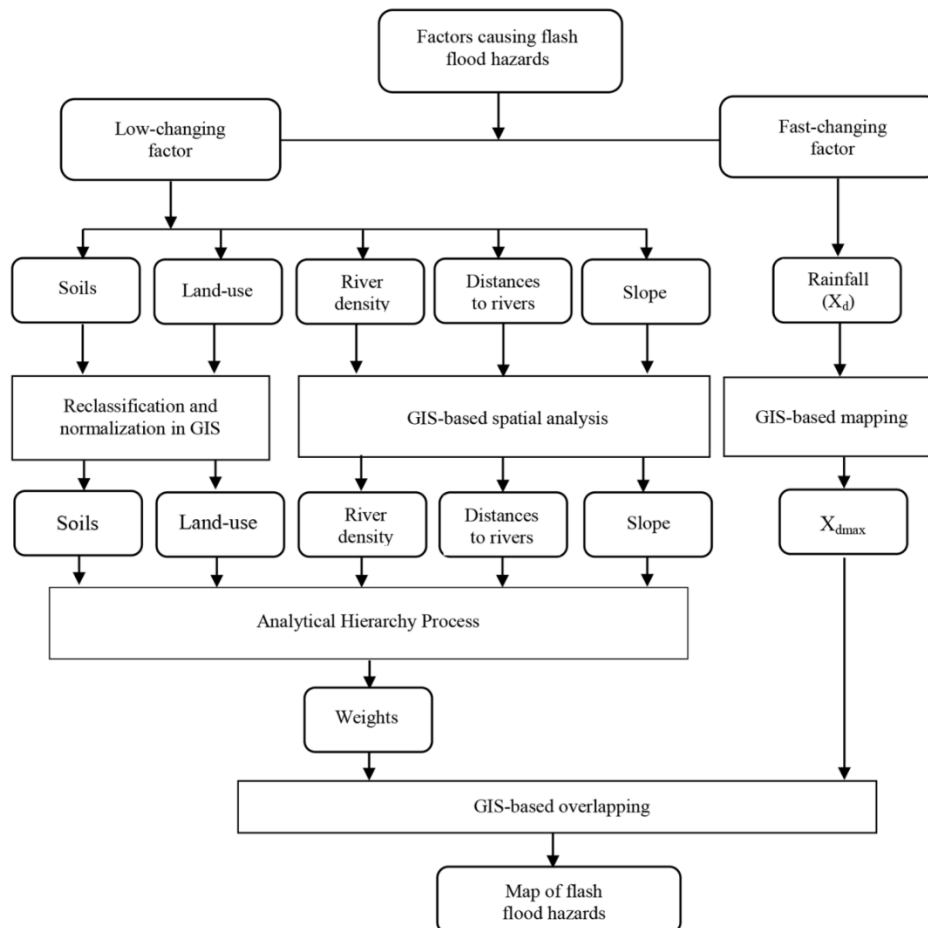 Factors causing flash
flood hazards
Low-changing
factor
Fast-changing
factor
Soils
Land-use
River
density
Distances
to rivers
Slope
Rainfall
(Xd)
Reclassification and
normalization in GIS
GIS-based spatial analysis
GIS-based mapping
Soils
Land-use
River
density
Distances
to rivers
Slope
Xdmax
Analytical Hierarchy Process
Weights
GIS-based overlapping
Map of flash
flood hazards